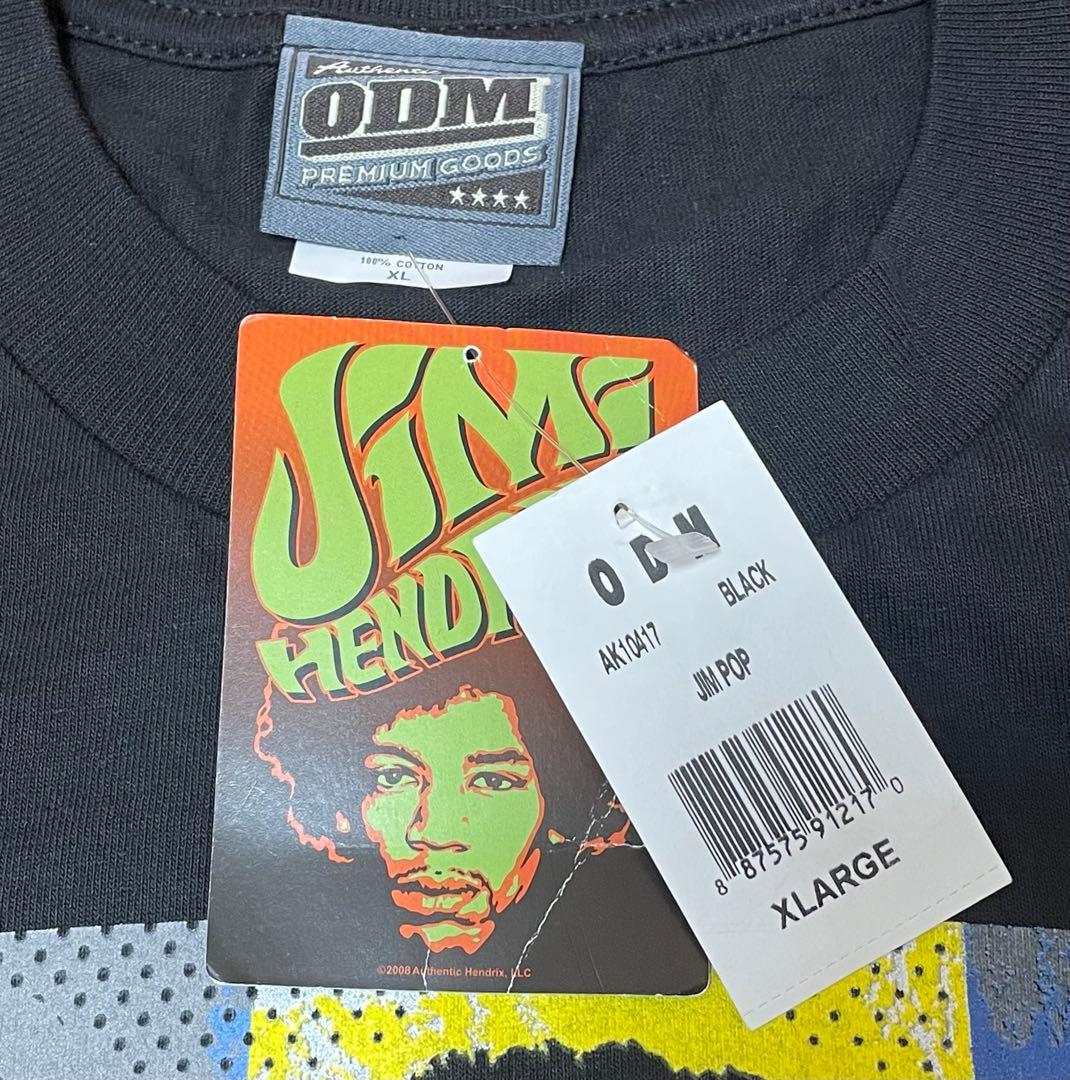 Authentic
ODM
PREMIUM GOODS
100% COTTON
XL
JiMi
HENDR
O D M
BLACK
AK10417
JIM POP
8 87575 91217 0
XLARGE
©2008 Authentic Hendrix, LLC